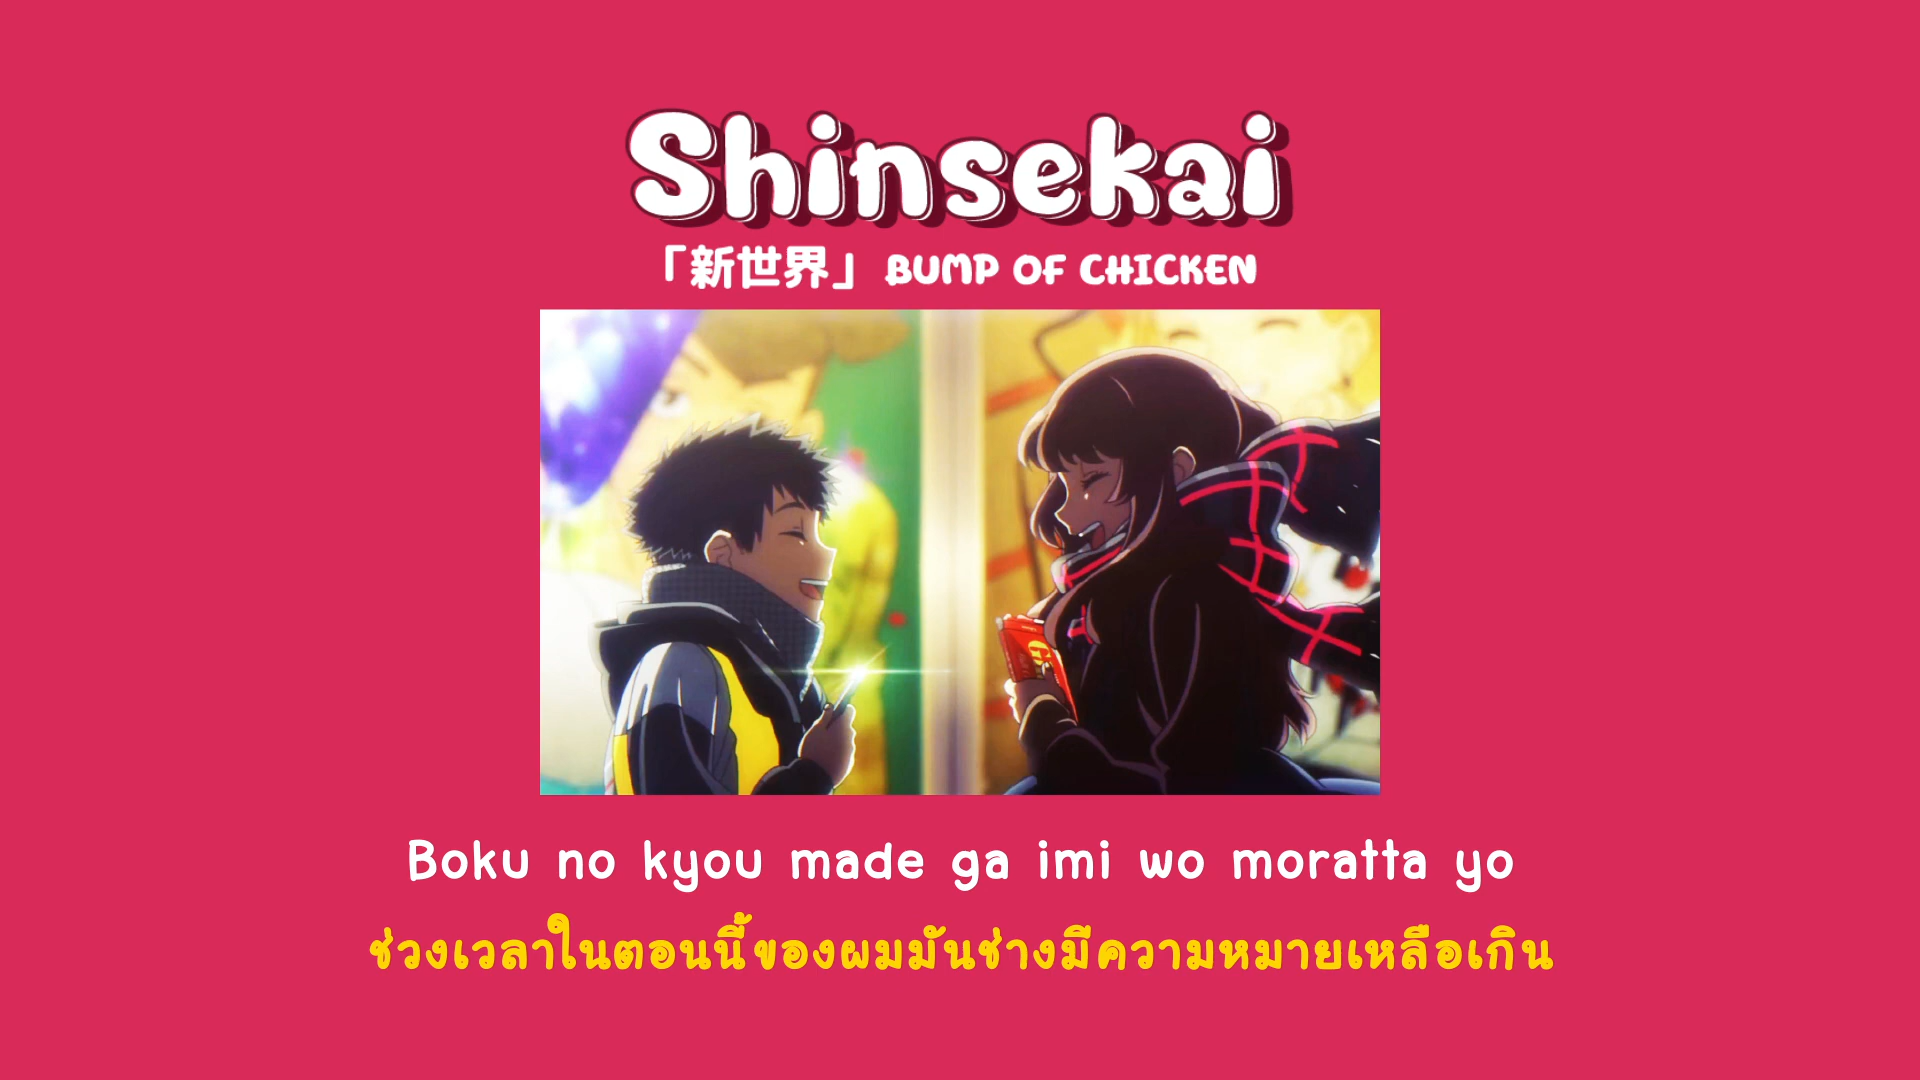 Shinsekai
「新世界」 BUMP OF CHICKEN
Boku no kyou made ga imi wo moratta yo
ช่วงเวลาในตอนนี้ของผมมันช่างมีความหมายเหลือเกิน